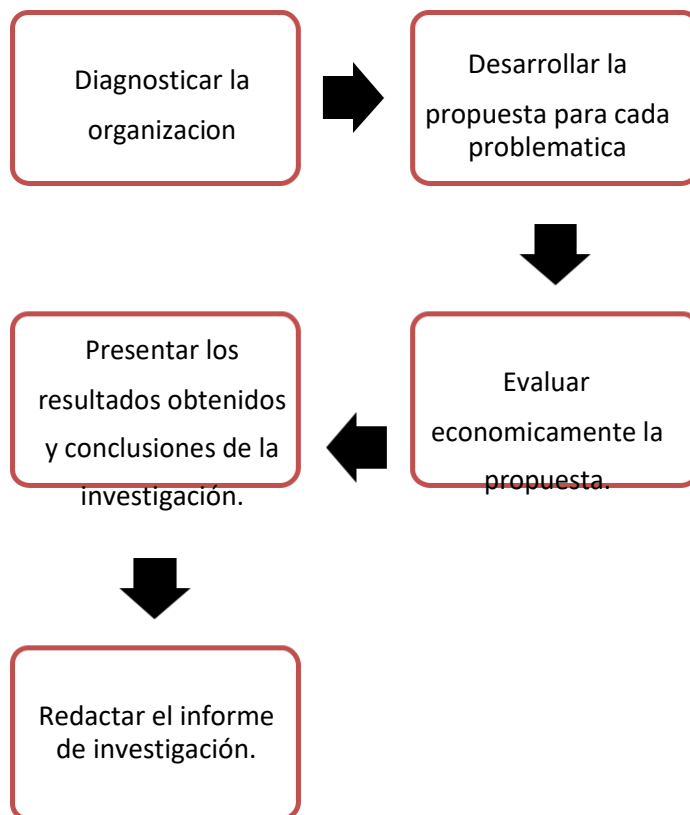 Diagnosticar la
organizacion
Desarrollar la
propuesta para cada
problematica
Evaluar
economicamente la
propuesta.
Presentar los
resultados obtenidos
y conclusiones de la
investigación.
Redactar el informe
de investigación.